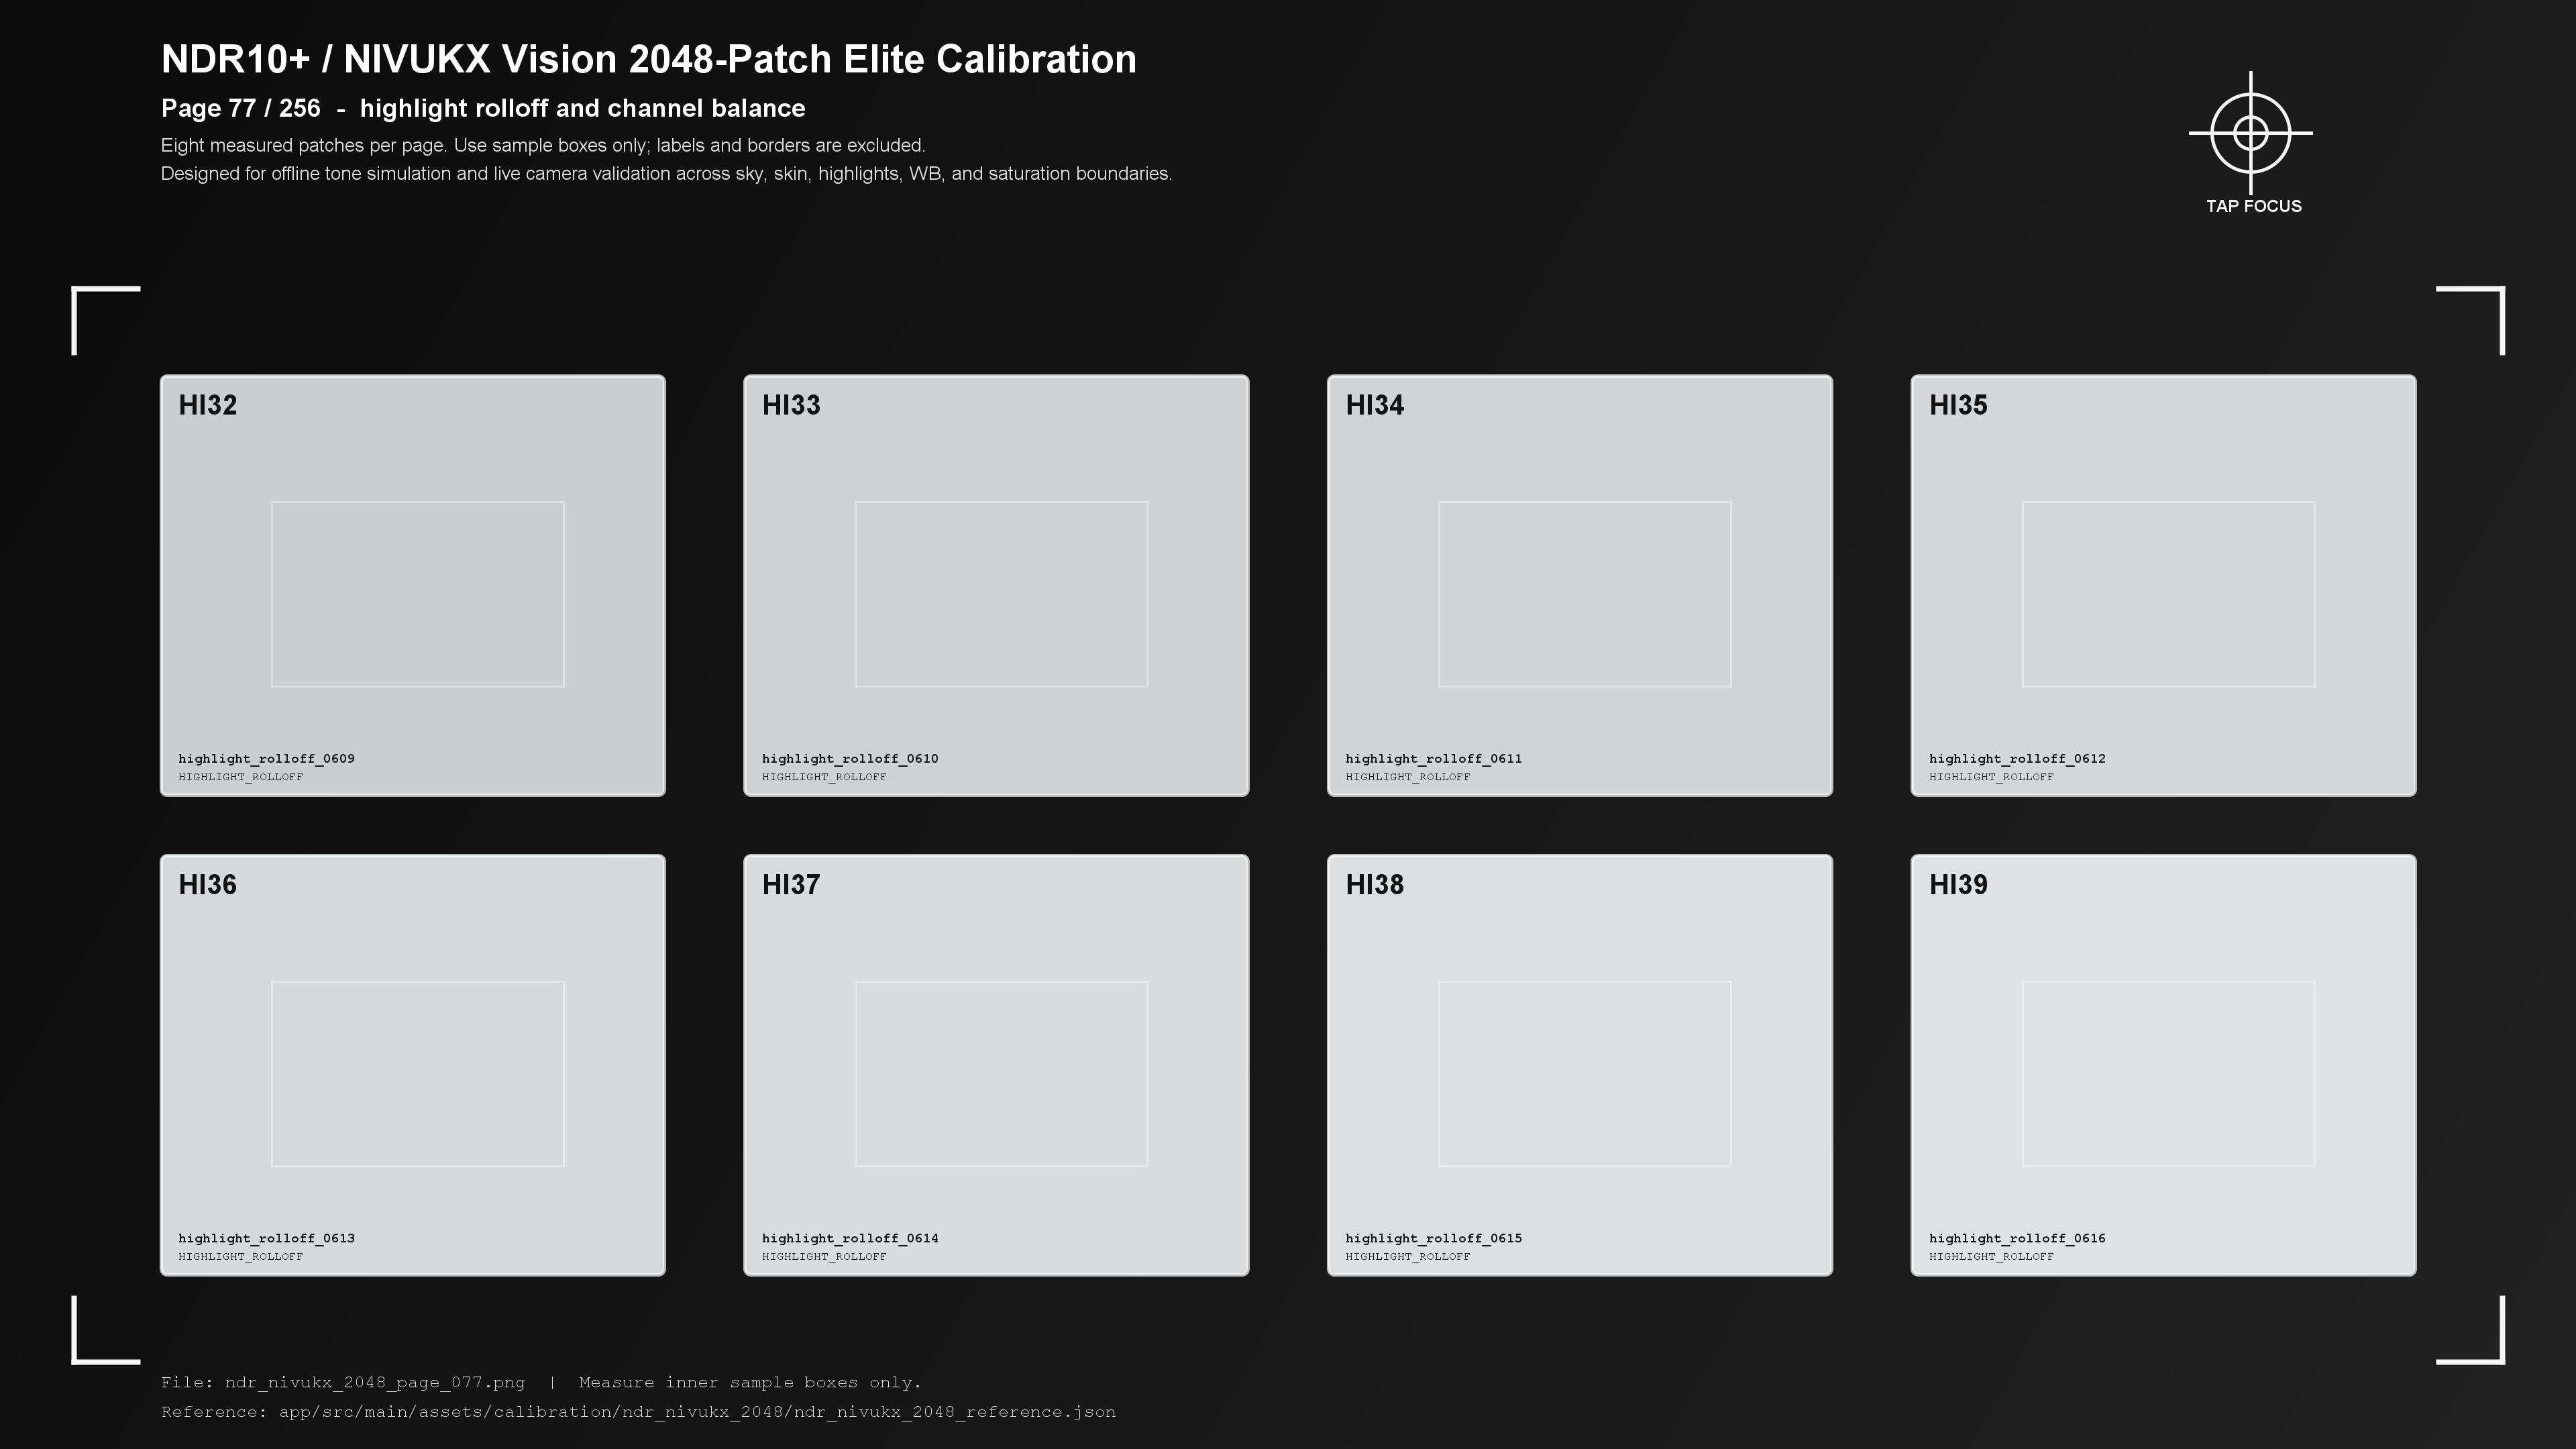 NDR10+ / NIVUKX Vision 2048-Patch Elite Calibration
Page 77 / 256 - highlight rolloff and channel balance
Eight measured patches per page. Use sample boxes only; labels and borders are excluded.
Designed for offline tone simulation and live camera validation across sky, skin, highlights, WB, and saturation boundaries.
TAP FOCUS
HI32
highlight_rolloff_0609
HIGHLIGHT_ROLLOFF
HI33
highlight_rolloff_0610
HIGHLIGHT_ROLLOFF
HI34
highlight_rolloff_0611
HIGHLIGHT_ROLLOFF
HI35
highlight_rolloff_0612
HIGHLIGHT_ROLLOFF
HI36
highlight_rolloff_0613
HIGHLIGHT_ROLLOFF
HI37
highlight_rolloff_0614
HIGHLIGHT_ROLLOFF
HI38
highlight_rolloff_0615
HIGHLIGHT_ROLLOFF
HI39
highlight_rolloff_0616
HIGHLIGHT_ROLLOFF
File: ndr_nivukx_2048_page_077.png | Measure inner sample boxes only.
Reference: app/src/main/assets/calibration/ndr_nivukx_2048/ndr_nivukx_2048_reference.json